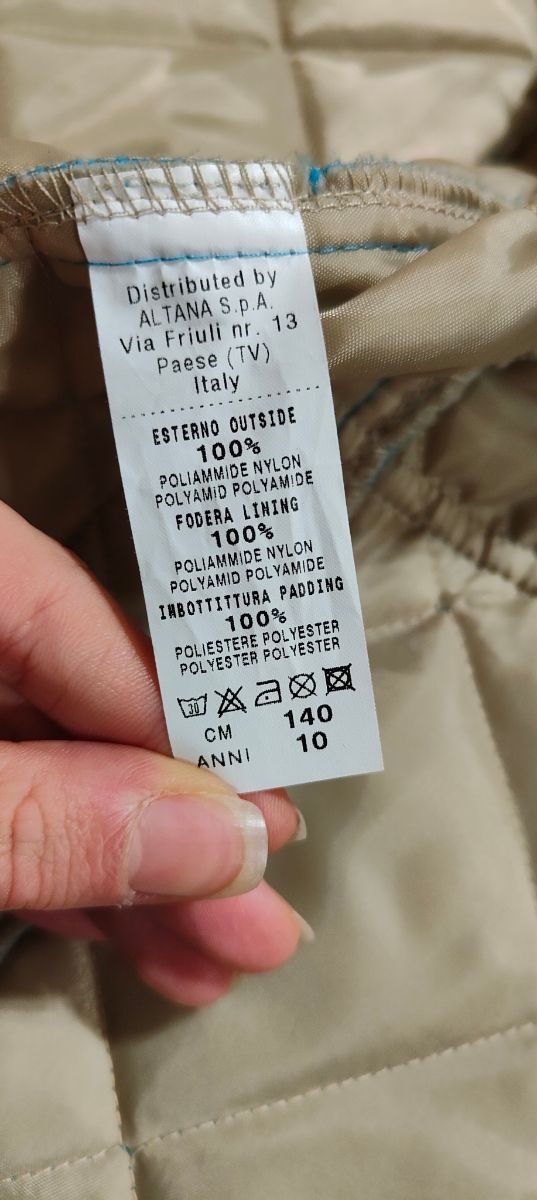 Distributed by
ALTANA S.p.A.
Via Friuli nr. 13
Paese (TV)
Italy
ESTERNO OUTSIDE
100%
POLIAMMIDE NYLON
POLYAMID POLYAMIDE
FODERA LINING
100%
POLIAMMIDE NYLON
POLYAMID POLYAMIDE
IMBOTTITURA PADDING
100%
POLIESTERE POLYESTER
POLYESTER POLYESTER
30
CM 140
ANNI 10